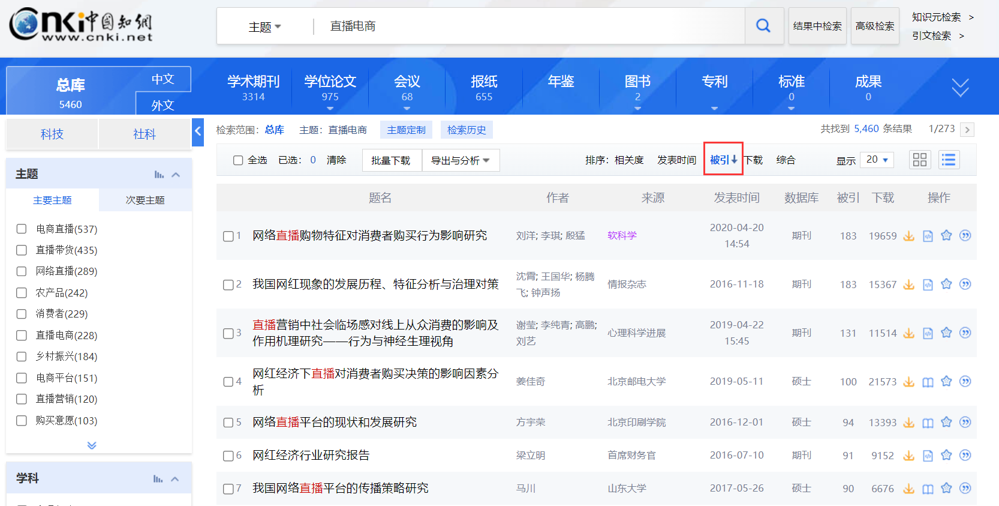 cnki中国知网
www.cnki.net
主题
直播电商
结果中检索
高级检索
知识元检索 >
引文检索 >
总库
5460
中文
外文
学术期刊
3314
学位论文
975
会议
68
报纸
655
年鉴
图书
2
专利
标准
0
成果
0
科技
社科
检索范围：总库 主题：直播电商 主题定制 检索历史
共找到 5,460 条结果 1/273 >
全选 已选：0 清除 批量下载 导出与分析
排序：相关度 发表时间 被引↓ 下载 综合 显示 20
主题
主要主题 次要主题
电商直播(537)
直播带货(435)
网络直播(289)
农产品(242)
消费者(229)
直播电商(228)
乡村振兴(184)
电商平台(151)
直播营销(120)
购买意愿(103)
学科
题名 作者 来源 发表时间 数据库 被引 下载 操作
1 网络直播购物特征对消费者购买行为影响研究 刘洋; 李琪; 殷猛 软科学 2020-04-20 14:54 期刊 183 19659
2 我国网红现象的发展历程、特征分析与治理对策 沈霄; 王国华; 杨腾飞; 钟声扬 情报杂志 2016-11-18 期刊 183 15367
3 直播营销中社会临场感对线上从众消费的影响及
作用机理研究——行为与神经生理视角 谢莹; 李纯青; 高鹏; 刘艺 心理科学进展 2019-04-22 15:45 期刊 131 11514
4 网红经济下直播对消费者购买决策的影响因素分
析 姜佳奇 北京邮电大学 2019-05-11 硕士 100 21573
5 网络直播平台的现状和发展研究 方宇荣 北京印刷学院 2016-12-01 硕士 94 13393
6 网红经济行业研究报告 梁立明 首席财务官 2016-07-10 期刊 91 9152
7 我国网络直播平台的传播策略研究 马川 山东大学 2017-05-26 硕士 90 6676